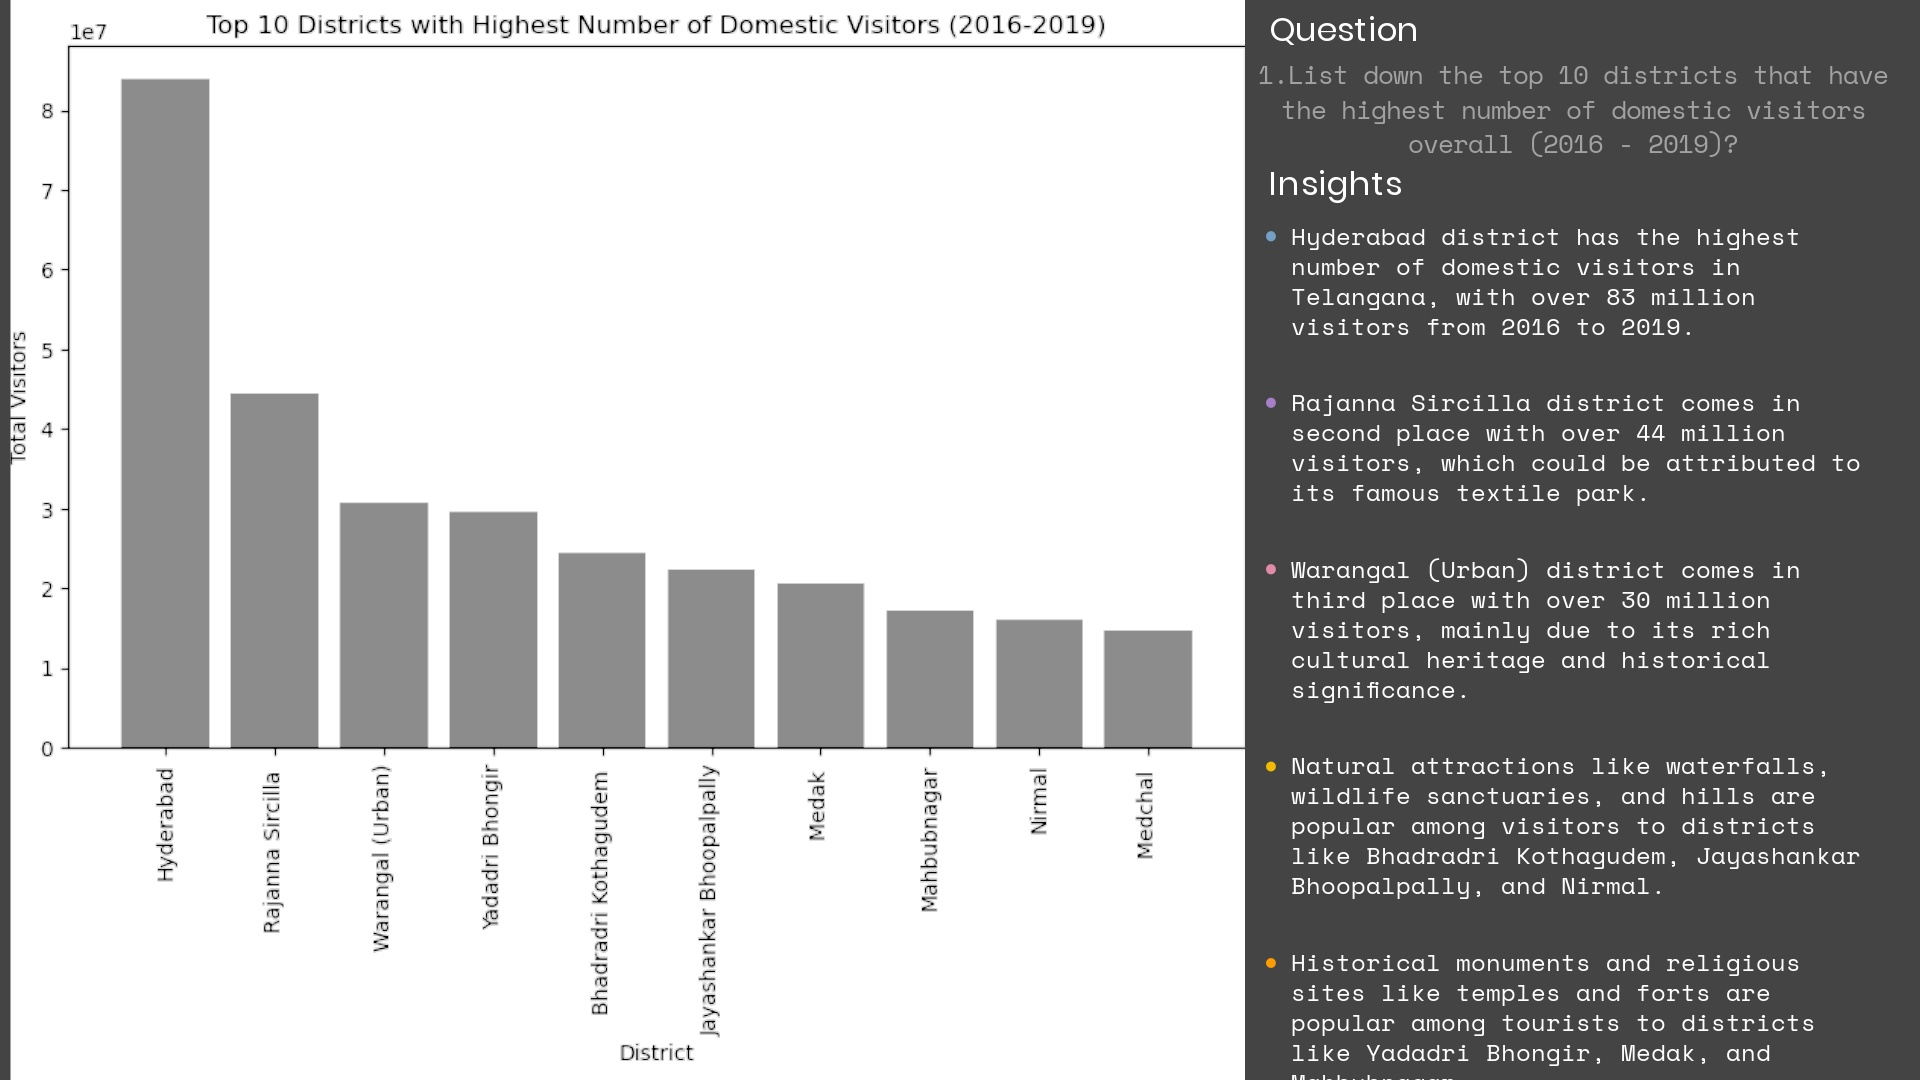 Top 10 Districts with Highest Number of Domestic Visitors (2016-2019)
1e7
8
7
6
5
4
3
2
1
0
Total Visitors
Hyderabad
Rajanna Sircilla
Warangal (Urban)
Yadadri Bhongir
Bhadradri Kothagudem
Jayashankar Bhoopalpally
Medak
Mahbubnagar
Nirmal
Medchal
District
Question
1.List down the top 10 districts that have
the highest number of domestic visitors
overall (2016 - 2019)?
Insights
Hyderabad district has the highest
number of domestic visitors in
Telangana, with over 83 million
visitors from 2016 to 2019.
Rajanna Sircilla district comes in
second place with over 44 million
visitors, which could be attributed to
its famous textile park.
Warangal (Urban) district comes in
third place with over 30 million
visitors, mainly due to its rich
cultural heritage and historical
significance.
Natural attractions like waterfalls,
wildlife sanctuaries, and hills are
popular among visitors to districts
like Bhadradri Kothagudem, Jayashankar
Bhoopalpally, and Nirmal.
Historical monuments and religious
sites like temples and forts are
popular among tourists to districts
like Yadadri Bhongir, Medak, and